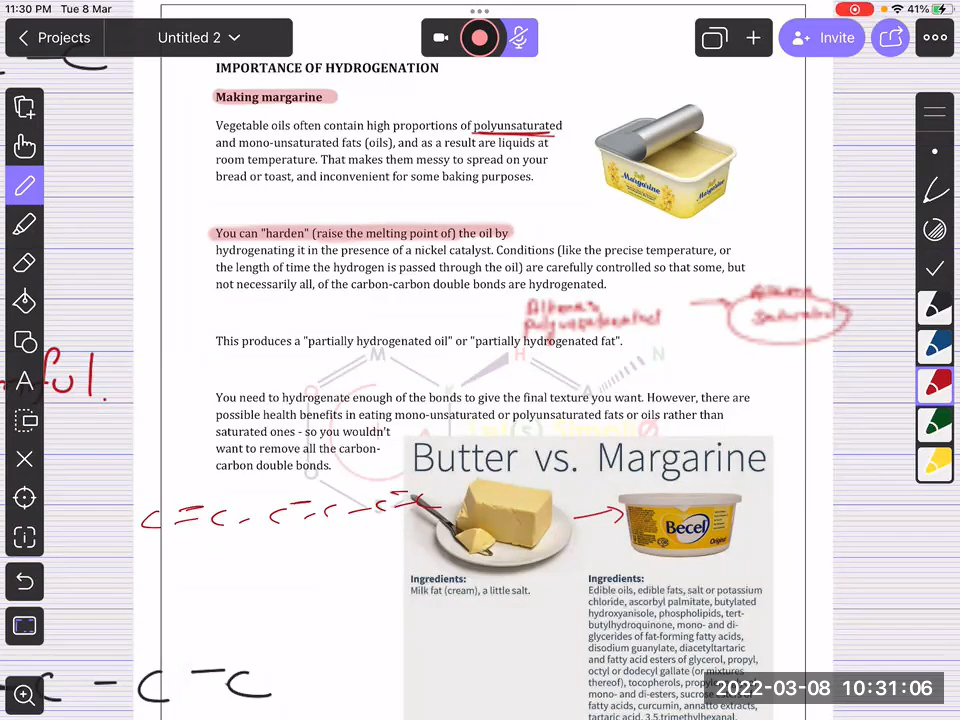 11:30 PM Tue 8 Mar
41%
Projects
Untitled 2
Invite
IMPORTANCE OF HYDROGENATION
Making margarine
Vegetable oils often contain high proportions of polyunsaturated
and mono-unsaturated fats (oils), and as a result are liquids at
room temperature. That makes them messy to spread on your
bread or toast, and inconvenient for some baking purposes.
Margarine
Margarine
You can "harden" (raise the melting point of) the oil by
hydrogenating it in the presence of a nickel catalyst. Conditions (like the precise temperature, or
the length of time the hydrogen is passed through the oil) are carefully controlled so that some, but
not necessarily all, of the carbon-carbon double bonds are hydrogenated.
This produces a "partially hydrogenated oil" or "partially hydrogenated fat".
M H N
You need to hydrogenate enough of the bonds to give the final texture you want. However, there are
possible health benefits in eating mono-unsaturated or polyunsaturated fats or oils rather than
saturated ones - so you wouldn't
want to remove all the carbon-
carbon double bonds.
Butter vs. Margarine
C = C - C = C - C = C
Becel
Original
Ingredients:
Milk fat (cream), a little salt.
Ingredients:
Edible oils, edible fats, salt or potassium
chloride, ascorbyl palmitate, butylated
hydroxyanisole, phospholipids, tert-
butylhydroquinone, mono- and di-
glycerides of fat-forming fatty acids,
disodium guanylate, diacetyltartaric
and fatty acid esters of glycerol, propyl,
octyl or dodecyl gallate (or mixtures
thereof), tocopherols,
mono- and di-esters, sucrose esters of
fatty acids, curcumin, annatto extracts,
tartaric acid, 3,5,trimethylhexanal,
C - C = C
2022-03-08 10:31:06